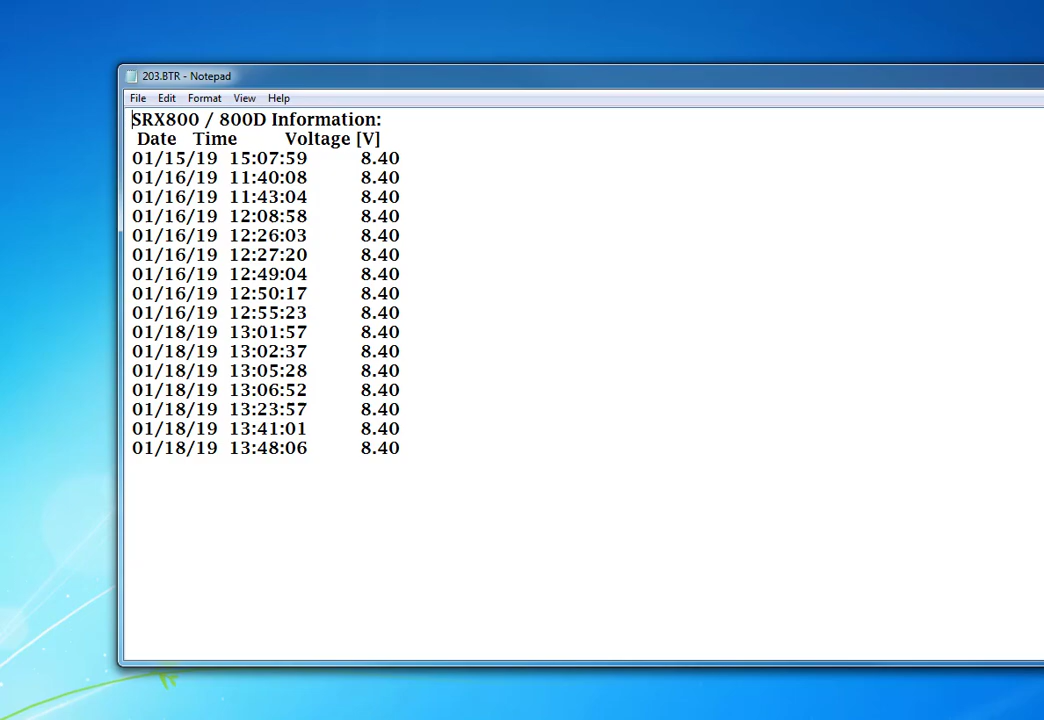 203.BTR - Notepad
File Edit Format View Help
SRX800 / 800D Information:
Date Time Voltage [V]
01/15/19 15:07:59 8.40
01/16/19 11:40:08 8.40
01/16/19 11:43:04 8.40
01/16/19 12:08:58 8.40
01/16/19 12:26:03 8.40
01/16/19 12:27:20 8.40
01/16/19 12:49:04 8.40
01/16/19 12:50:17 8.40
01/16/19 12:55:23 8.40
01/18/19 13:01:57 8.40
01/18/19 13:02:37 8.40
01/18/19 13:05:28 8.40
01/18/19 13:06:52 8.40
01/18/19 13:23:57 8.40
01/18/19 13:41:01 8.40
01/18/19 13:48:06 8.40